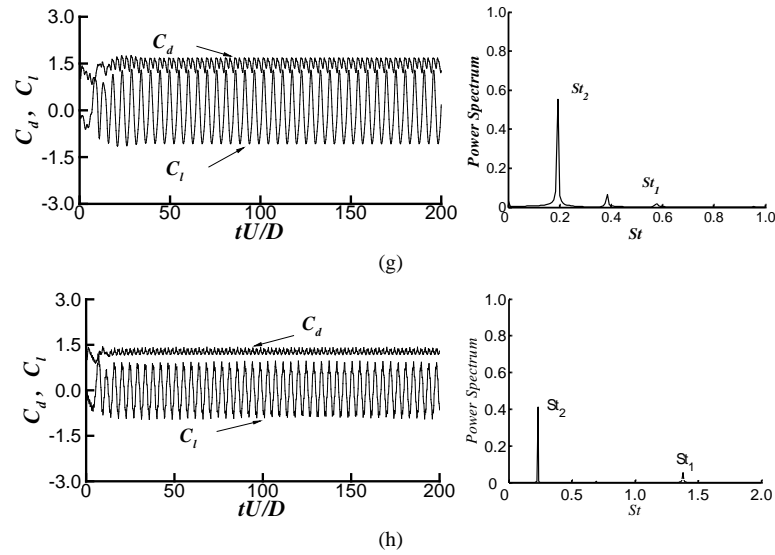 3.0
1.5
0.0
-1.5
-3.0
C_d , C_l
C_d
C_l
0 50 100 150 200
tU/D
1.0
0.8
0.6
0.4
0.2
0
Power Spectrum
St_2
St_1
0.2 0.4 0.6 0.8 1.0
St
(g)
3.0
1.5
0.0
-1.5
-3.0
C_d , C_l
C_d
C_l
0 50 100 150 200
tU/D
1.0
0.8
0.6
0.4
0.2
0
Power Spectrum
St_2
St_1
0 0.5 1.0 1.5 2.0
St
(h)